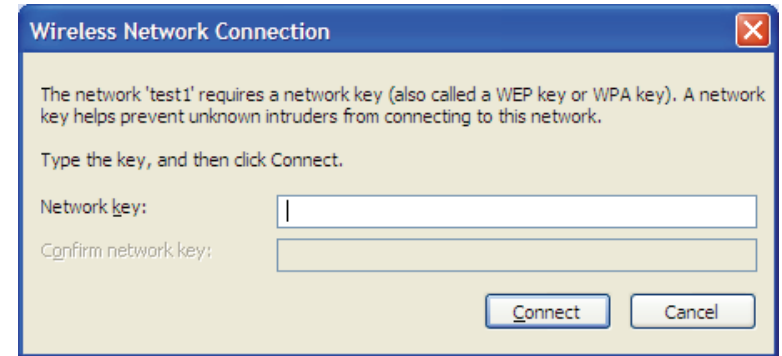 Wireless Network Connection
The network 'test1' requires a network key (also called a WEP key or WPA key). A network
key helps prevent unknown intruders from connecting to this network.
Type the key, and then click Connect.
Network key:
Confirm network key:
Connect Cancel